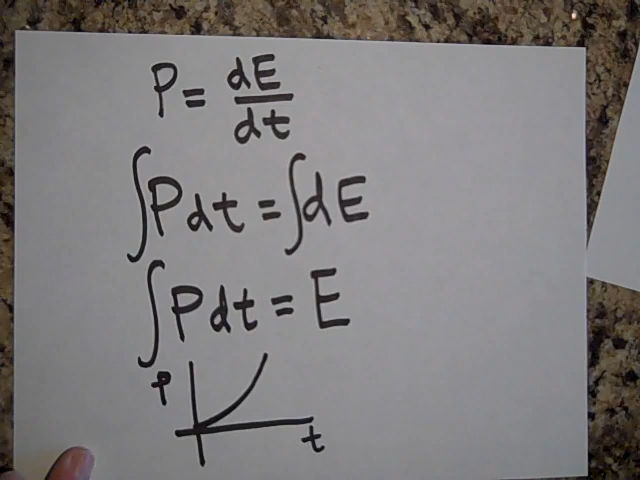 P = dE/dt
∫Pdt = ∫dE
∫Pdt = E
P
t